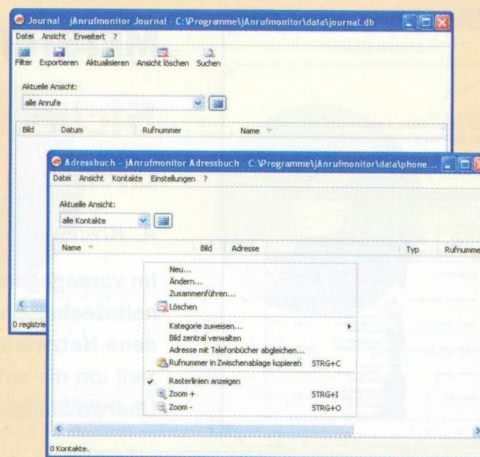 Journal - jAnrufmonitor Journal - C:\Programme\jAnrufmonitor\data\journal.db
Datei Ansicht Erweitert ?
Filter Exportieren Aktualisieren Ansicht löschen Suchen
Aktuelle Ansicht:
alle Anrufe
Bild Datum Rufnummer Name
Adressbuch - jAnrufmonitor Adressbuch - C:\Programme\jAnrufmonitor\data\phone...
Datei Ansicht Kontakte Einstellungen ?
Aktuelle Ansicht:
alle Kontakte
Name Bild Adresse Typ Rufnumme
Neu...
Ändern...
Zusammenführen...
Löschen
Kategorie zuweisen...
Bild zentral verwalten
Adresse mit Telefonbücher abgleichen...
Rufnummer in Zwischenablage kopieren STRG+C
Rasterlinien anzeigen
Zoom + STRG+I
Zoom - STRG+O
0 registrie
0 Kontakte.